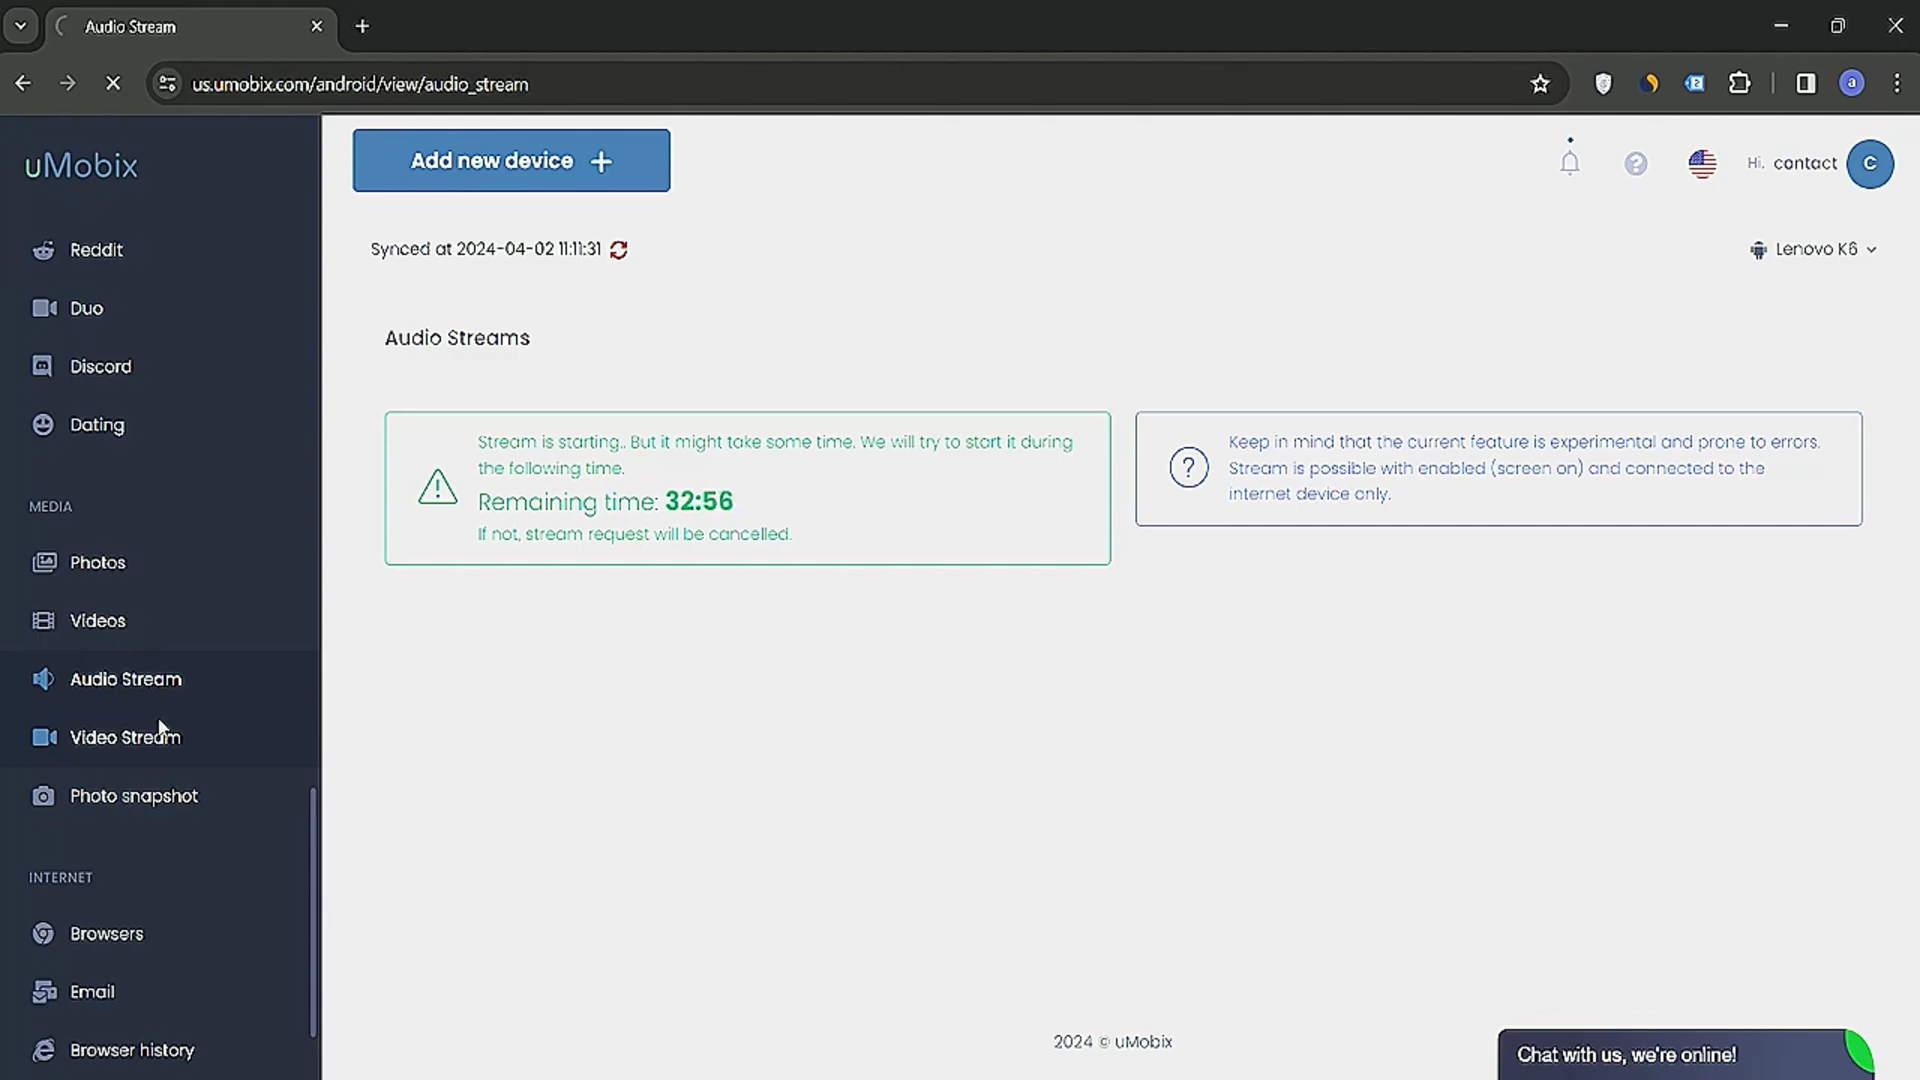 Audio Stream
us.umobix.com/android/view/audio_stream
a
uMobix
Add new device +
Hi, contact
C
Synced at 2024-04-02 11:11:31
Lenovo K6
Reddit
Duo
Discord
Dating
MEDIA
Photos
Videos
Audio Stream
Video Stream
Photo snapshot
INTERNET
Browsers
Email
Browser history
Audio Streams
Stream is starting.. But it might take some time. We will try to start it during
the following time.
Remaining time: 32:56
If not, stream request will be cancelled.
Keep in mind that the current feature is experimental and prone to errors.
Stream is possible with enabled (screen on) and connected to the
internet device only.
2024 © uMobix
Chat with us, we're online!